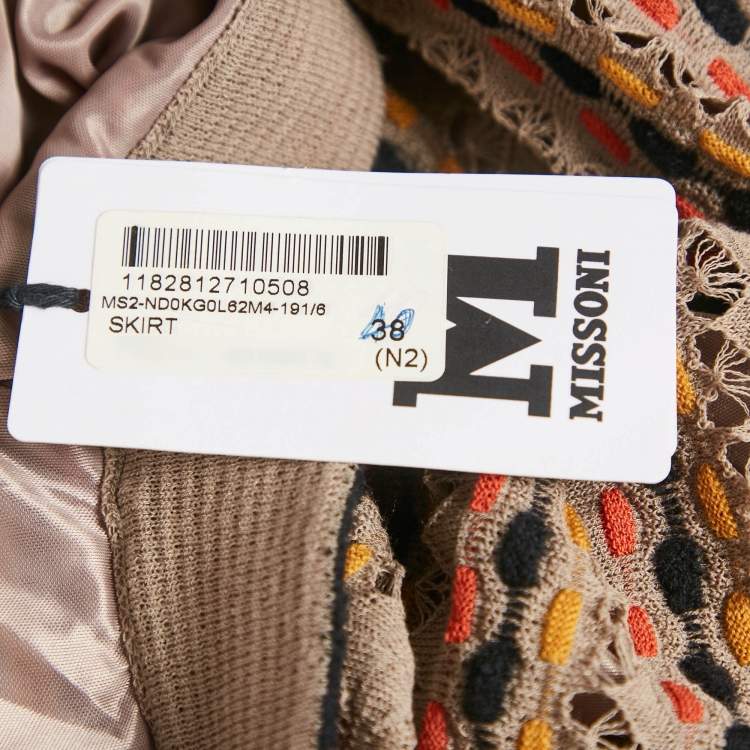 1182812710508
MS2-ND0KG0L62M4-191/6
SKIRT
38
(N2)
M
MISSONI